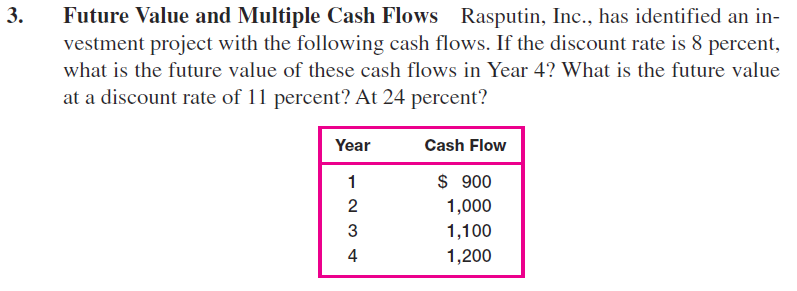 3. Future Value and Multiple Cash Flows Rasputin, Inc., has identified an in-
vestment project with the following cash flows. If the discount rate is 8 percent,
what is the future value of these cash flows in Year 4? What is the future value
at a discount rate of 11 percent? At 24 percent?
Year Cash Flow
1 $ 900
2 1,000
3 1,100
4 1,200